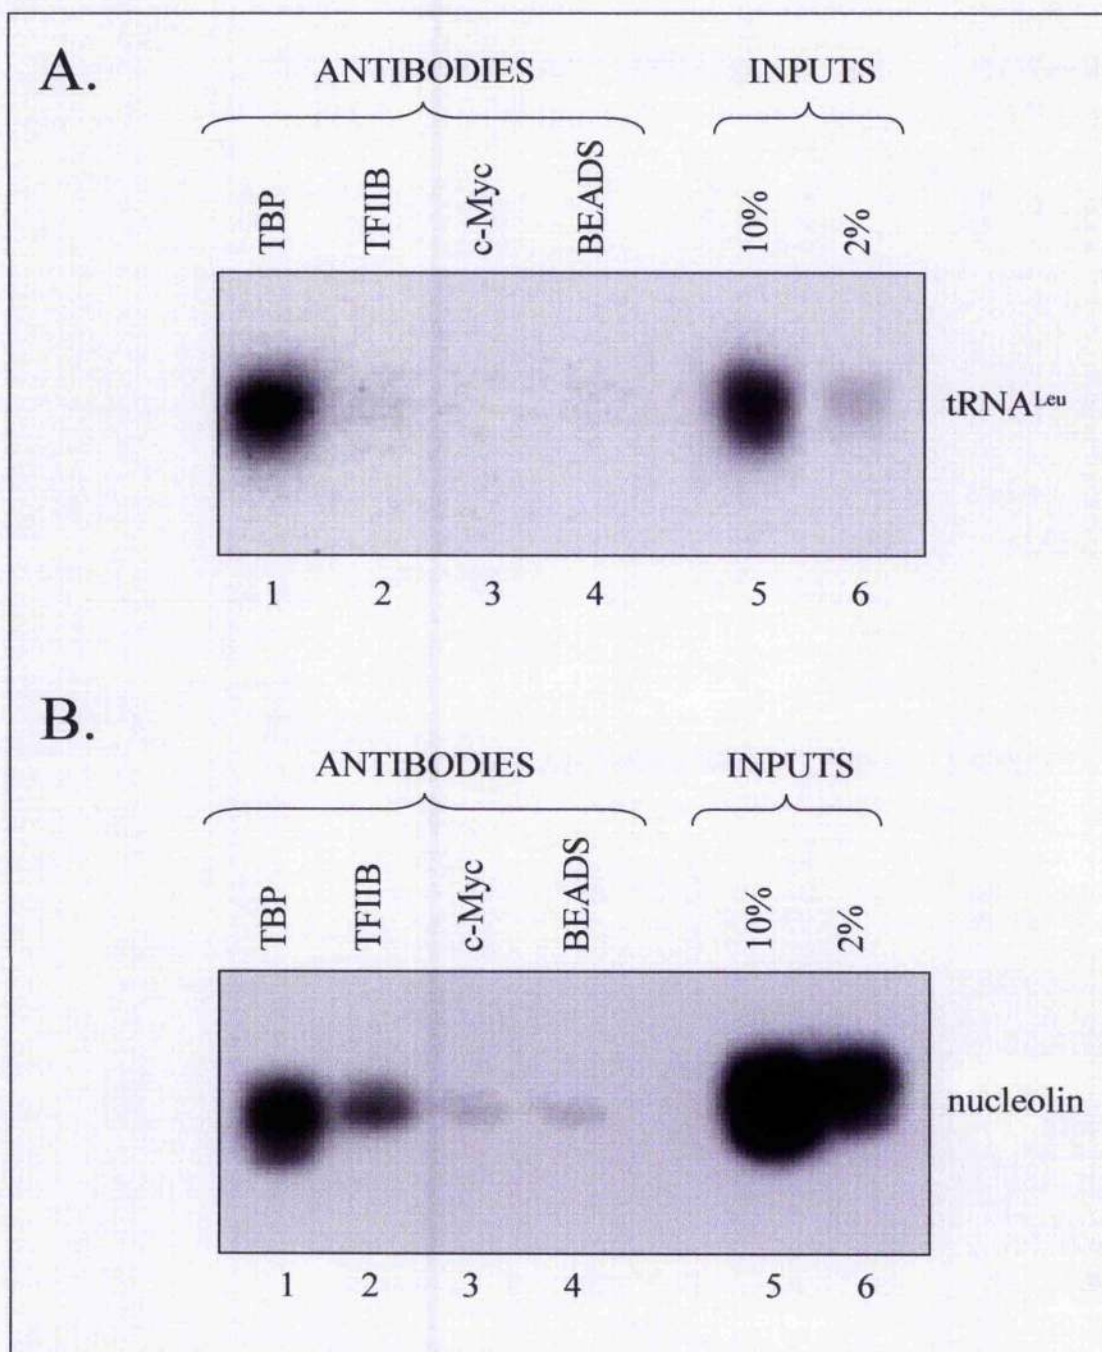 A.
ANTIBODIES INPUTS
TBP TFIIB c-Myc BEADS 10% 2%
tRNA^Leu
1 2 3 4 5 6
B.
ANTIBODIES INPUTS
TBP TFIIB c-Myc BEADS 10% 2%
nucleolin
1 2 3 4 5 6